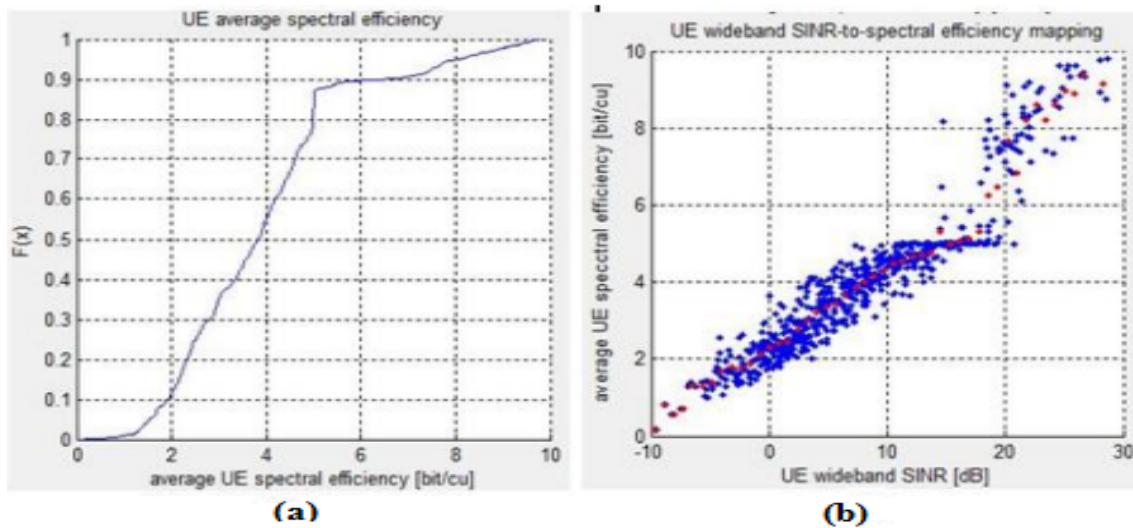 UE average spectral efficiency
1
0.9
0.8
0.7
0.6
0.5
0.4
0.3
0.2
0.1
0
F(x)
0 2 4 6 8 10
average UE spectral efficiency [bit/cu]
(a)
UE wideband SINR-to-spectral efficiency mapping
10
8
6
4
2
0
average UE specctral efficiency [bit/cu]
-10 0 10 20 30
UE wideband SINR [dB]
(b)